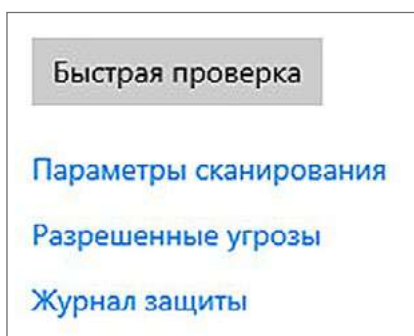 Быстрая проверка
Параметры сканирования
Разрешенные угрозы
Журнал защиты